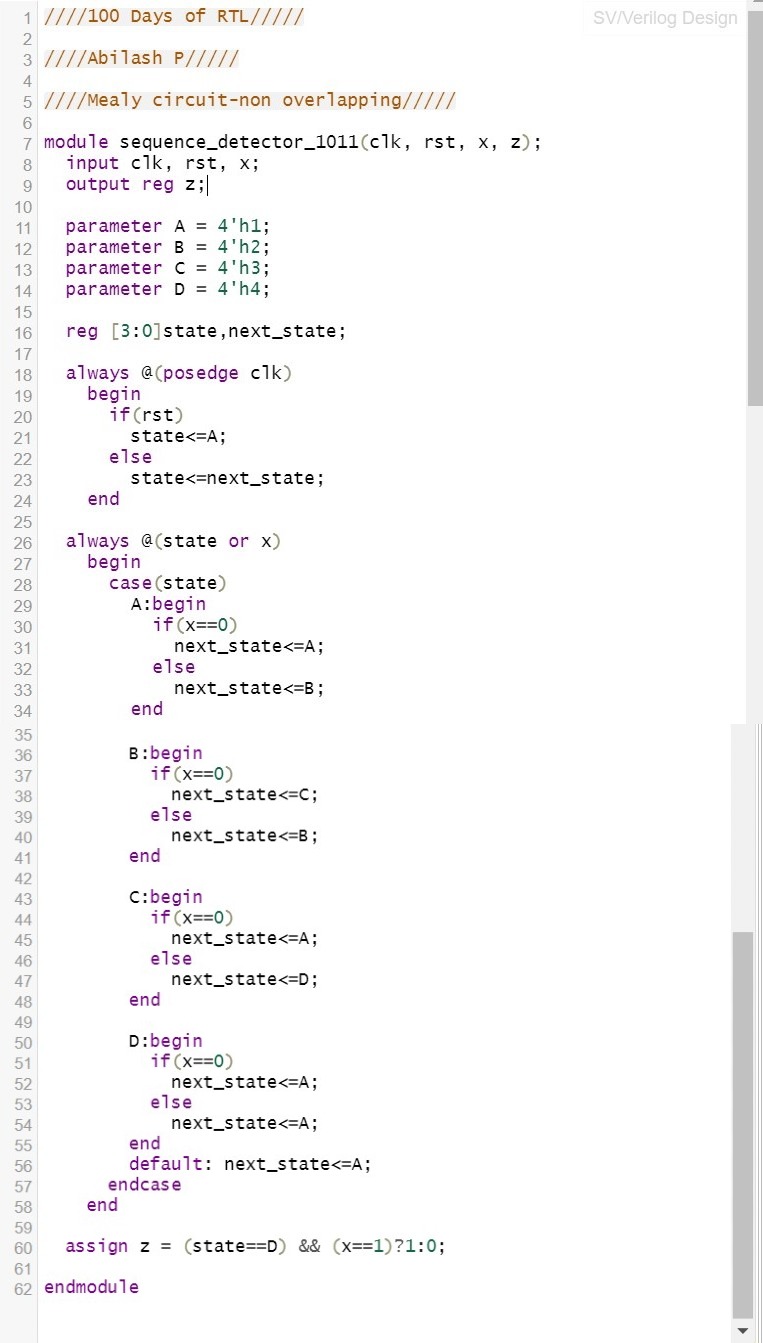 SV/Verilog Design
1 ////100 Days of RTL/////
2
3 ////Abilash P/////
4
5 ////Mealy circuit-non overlapping/////
6
7 module sequence_detector_1011(clk, rst, x, z);
8   input clk, rst, x;
9   output reg z;
10
11   parameter A = 4'h1;
12   parameter B = 4'h2;
13   parameter C = 4'h3;
14   parameter D = 4'h4;
15
16   reg [3:0]state,next_state;
17
18   always @(posedge clk)
19     begin
20       if(rst)
21         state<=A;
22       else
23         state<=next_state;
24     end
25
26   always @(state or x)
27     begin
28       case(state)
29         A:begin
30           if(x==0)
31             next_state<=A;
32           else
33             next_state<=B;
34         end
35
36         B:begin
37           if(x==0)
38             next_state<=C;
39           else
40             next_state<=B;
41         end
42
43         C:begin
44           if(x==0)
45             next_state<=A;
46           else
47             next_state<=D;
48         end
49
50         D:begin
51           if(x==0)
52             next_state<=A;
53           else
54             next_state<=A;
55         end
56         default: next_state<=A;
57       endcase
58     end
59
60   assign z = (state==D) && (x==1)?1:0;
61
62 endmodule